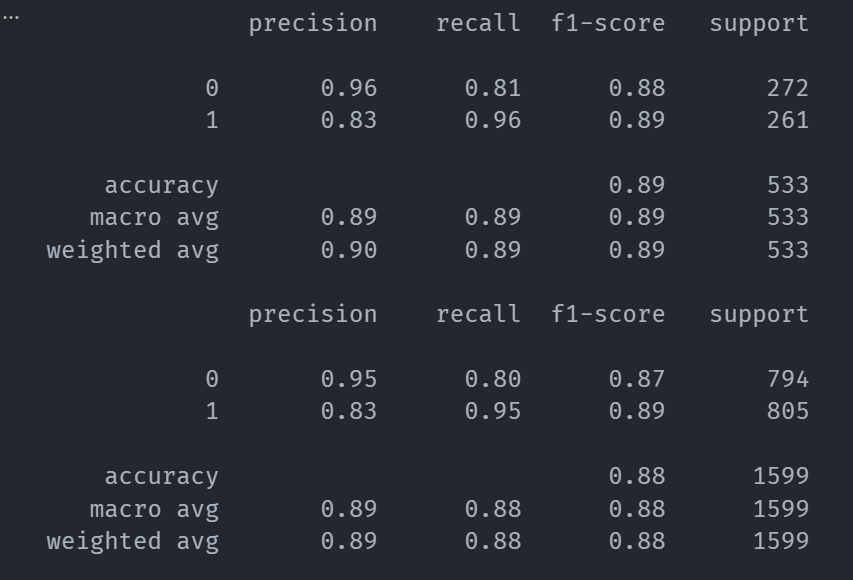 ...
precision recall f1-score support
0 0.96 0.81 0.88 272
1 0.83 0.96 0.89 261
accuracy 0.89 533
macro avg 0.89 0.89 0.89 533
weighted avg 0.90 0.89 0.89 533
precision recall f1-score support
0 0.95 0.80 0.87 794
1 0.83 0.95 0.89 805
accuracy 0.88 1599
macro avg 0.89 0.88 0.88 1599
weighted avg 0.89 0.88 0.88 1599